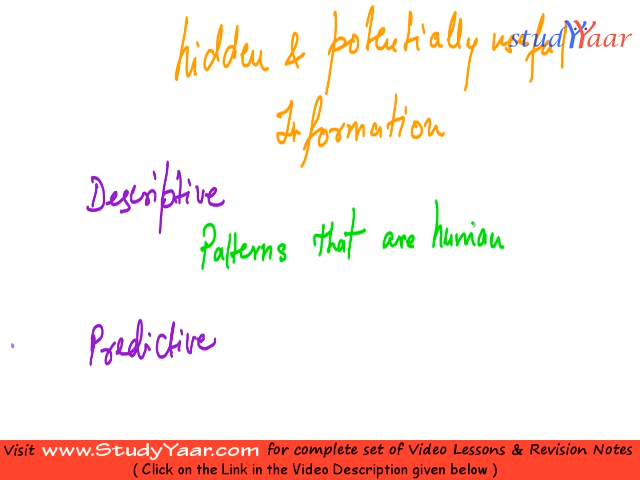 hidden & potentially useful
studYYaar
Information
Descriptive
Patterns that are human
Predictive
Visit www.StudyYaar.com for complete set of Video Lessons & Revision Notes
( Click on the Link in the Video Description given below )